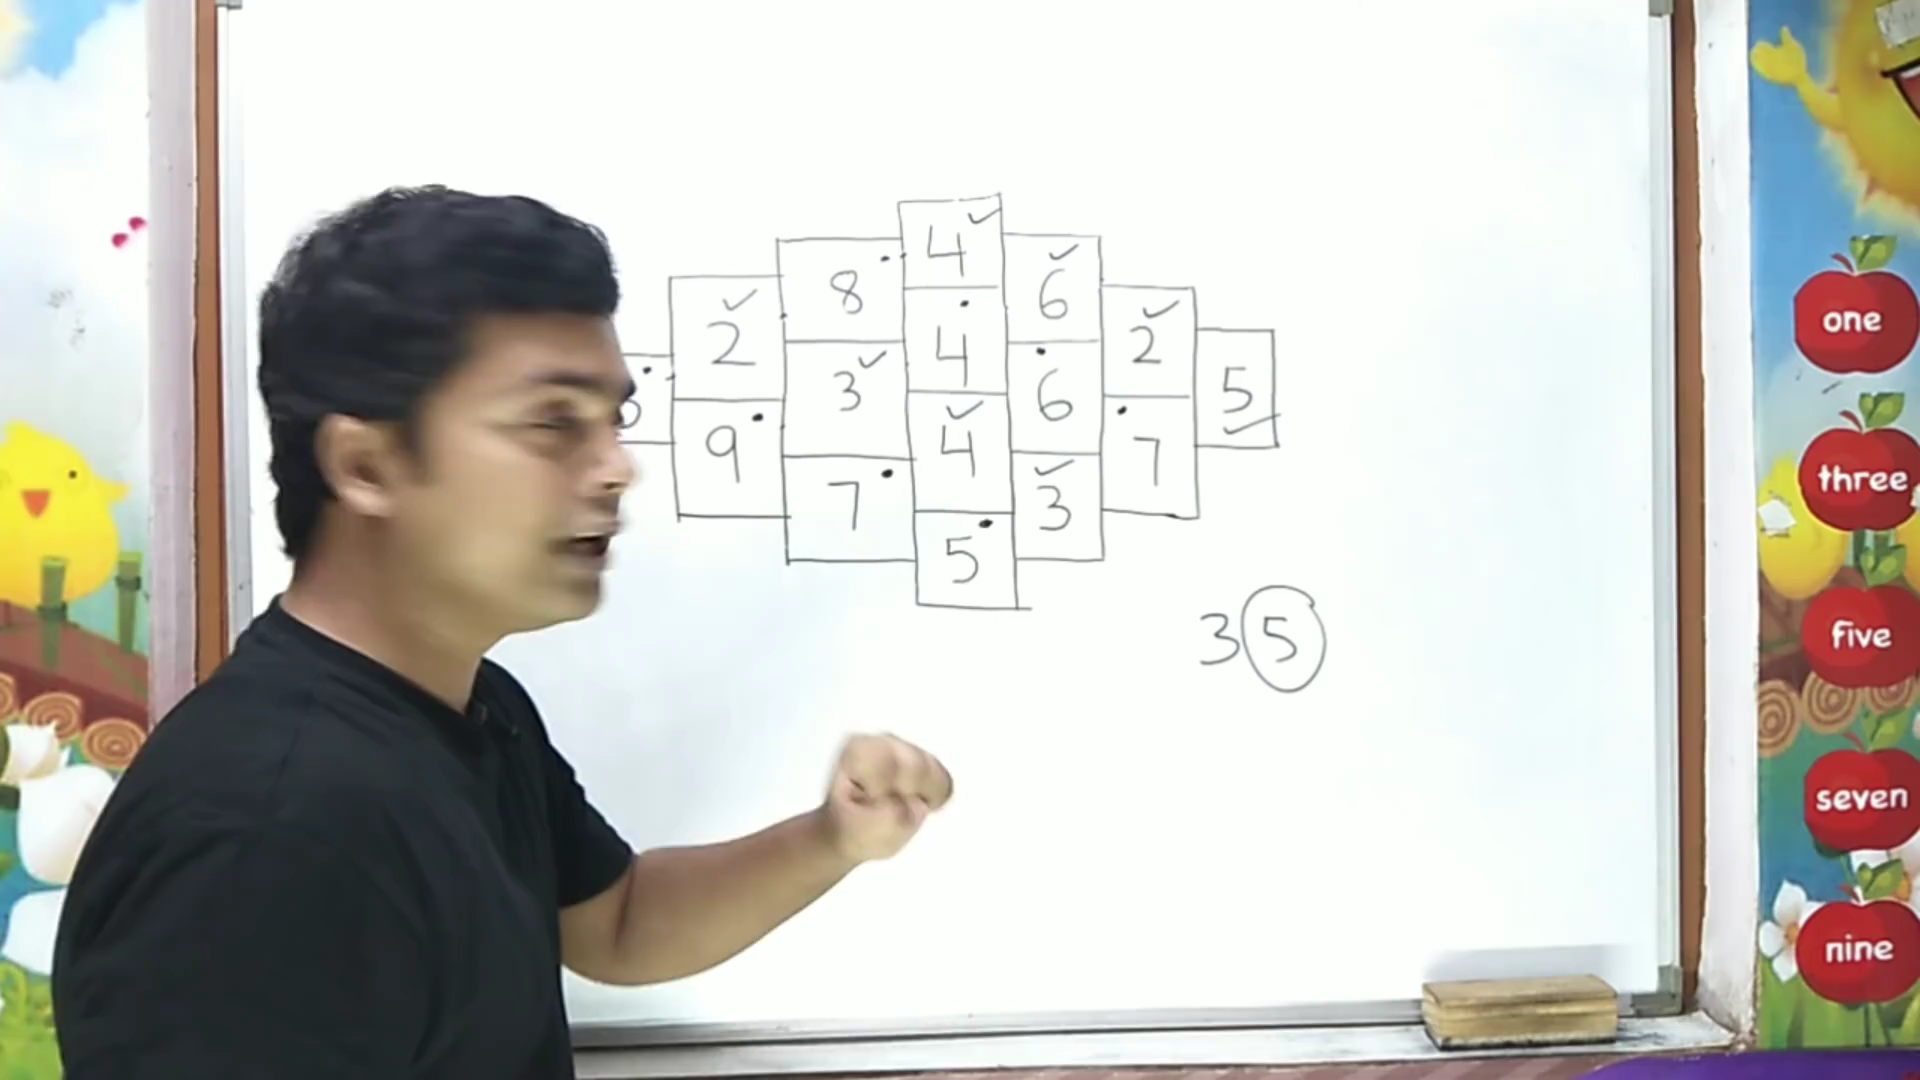 4
8 6
2 4 2
3 6 5
9 4 7
7 3
5
3 5
one
three
five
seven
nine